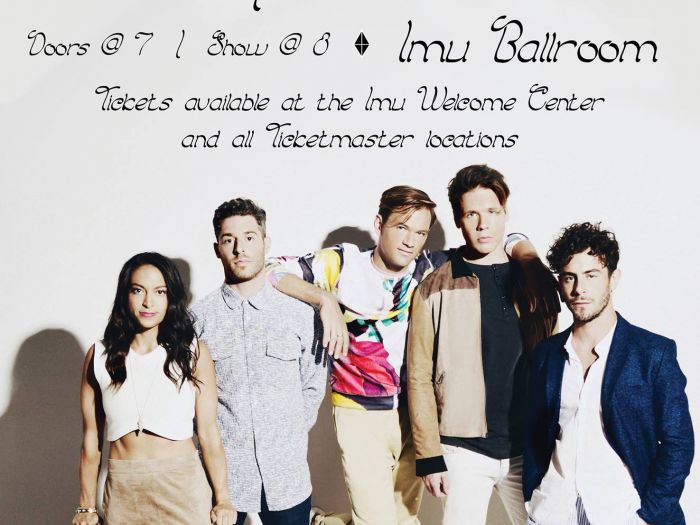 Doors @ 7 | Show @ 8 ♦ Imu Ballroom
Tickets available at the Imu Welcome Center
and all Ticketmaster locations